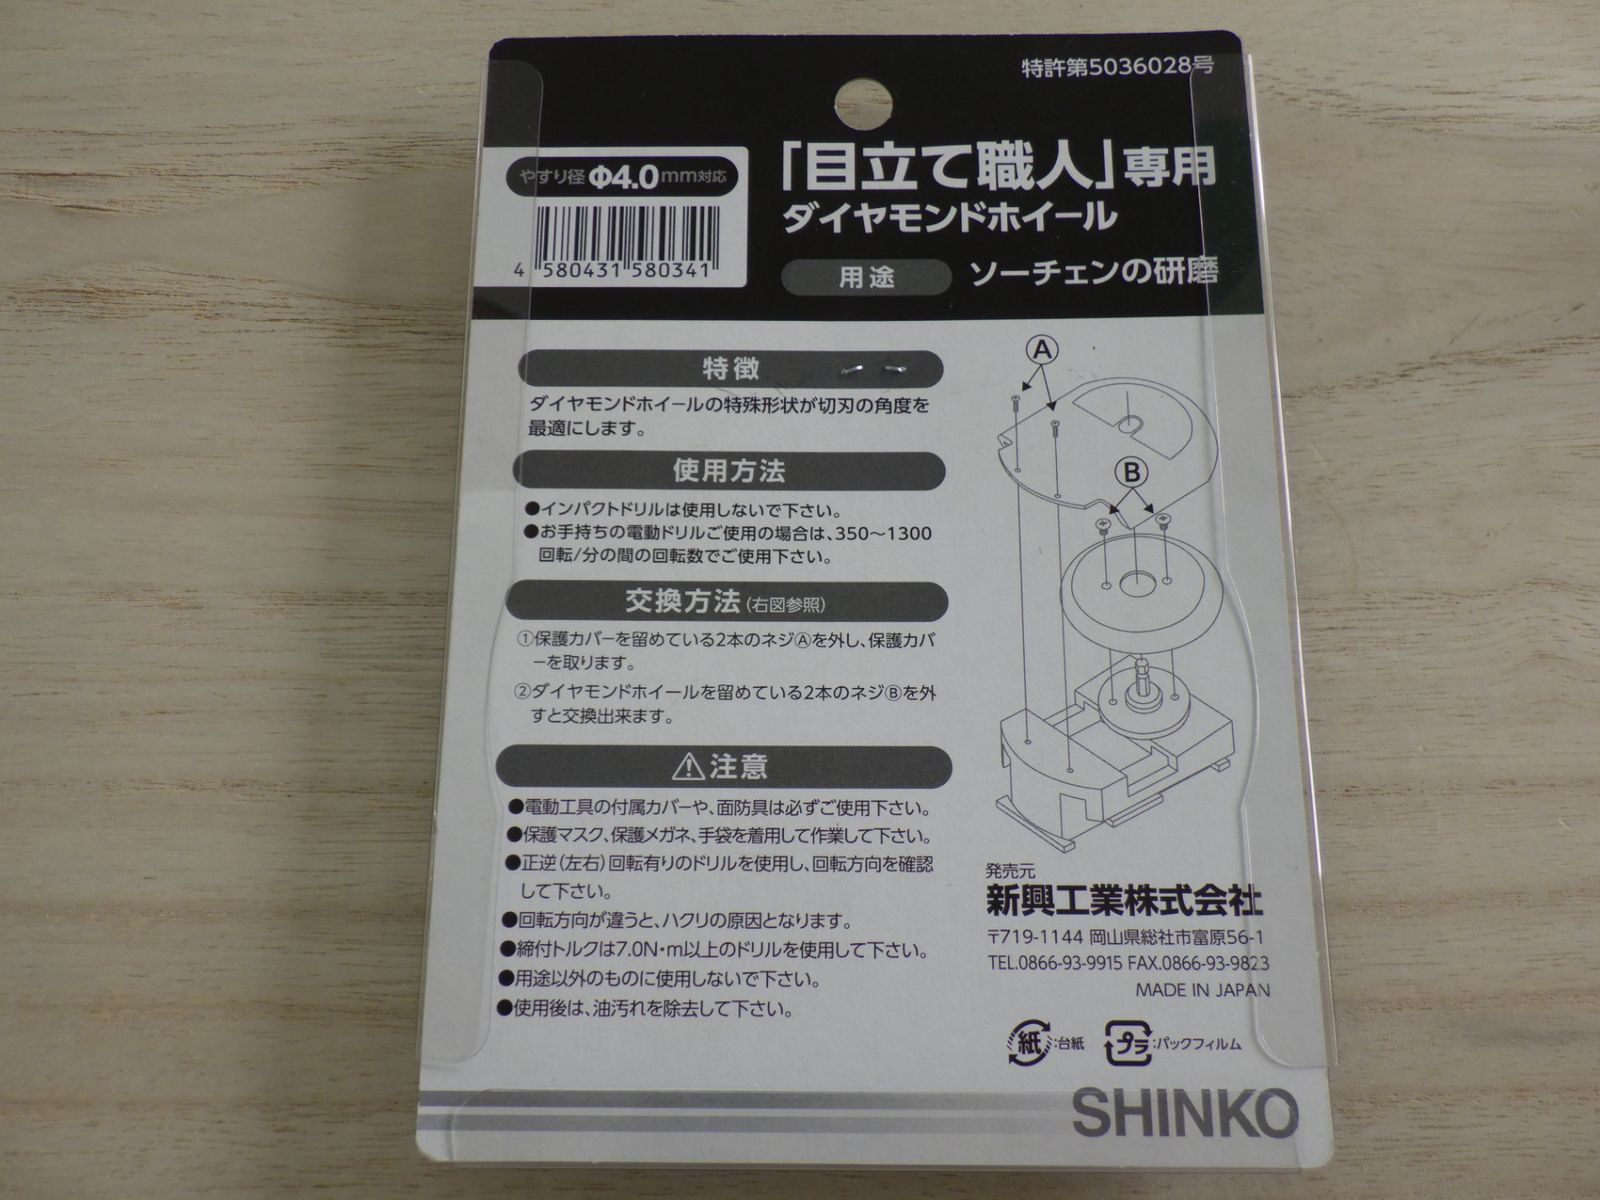 特許第5036028号
やすり径 Φ4.0mm対応
4 580431 580341
「目立て職人」専用
ダイヤモンドホイール
用途 ソーチェンの研磨
特徴
ダイヤモンドホイールの特殊形状が切刃の角度を
最適にします。
使用方法
●インパクトドリルは使用しないで下さい。
●お手持ちの電動ドリルご使用の場合は、350〜1300
回転/分の間の回転数でご使用下さい。
交換方法(右図参照)
①保護カバーを留めている2本のネジⒶを外し、保護カバ
ーを取ります。
②ダイヤモンドホイールを留めている2本のネジⒷを外
すと交換出来ます。
⚠注意
●電動工具の付属カバーや、面防具は必ずご使用下さい。
●保護マスク、保護メガネ、手袋を着用して作業して下さい。
●正逆(左右)回転有りのドリルを使用し、回転方向を確認
して下さい。
●回転方向が違うと、ハクリの原因となります。
●締付トルクは7.0N・m以上のドリルを使用して下さい。
●用途以外のものに使用しないで下さい。
●使用後は、油汚れを除去して下さい。
Ⓐ
Ⓑ
発売元
新興工業株式会社
〒719-1144 岡山県総社市富原56-1
TEL.0866-93-9915 FAX.0866-93-9823
MADE IN JAPAN
紙:台紙 プラ:パックフィルム
SHINKO